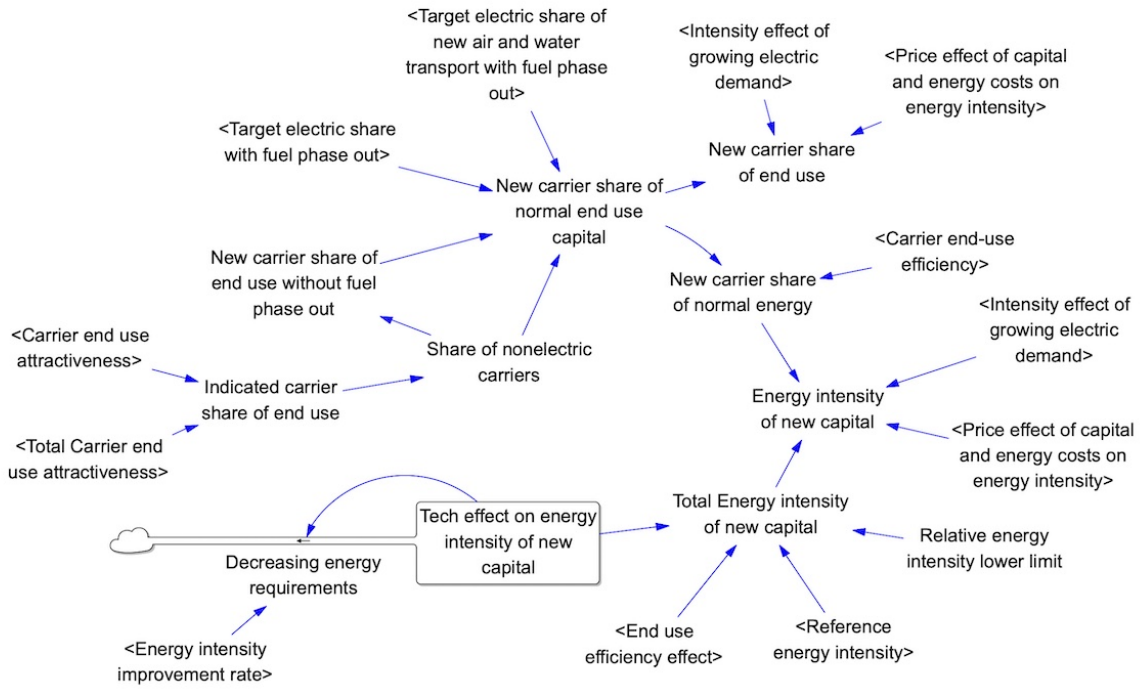 <Target electric share of
new air and water
transport with fuel phase
out>
<Intensity effect of
growing electric
demand>
<Price effect of capital
and energy costs on
energy intensity>
<Target electric share
with fuel phase out>
New carrier share
of end use
New carrier share of
normal end use
capital
<Carrier end-use
efficiency>
New carrier share of
end use without fuel
phase out
New carrier share
of normal energy
<Intensity effect of
growing electric
demand>
<Carrier end use
attractiveness>
Share of nonelectric
carriers
Indicated carrier
share of end use
Energy intensity
of new capital
<Price effect of capital
and energy costs on
energy intensity>
<Total Carrier end
use attractiveness>
Total Energy intensity
of new capital
Tech effect on energy
intensity of new
capital
Relative energy
intensity lower limit
Decreasing energy
requirements
<End use
efficiency effect>
<Reference
energy intensity>
<Energy intensity
improvement rate>